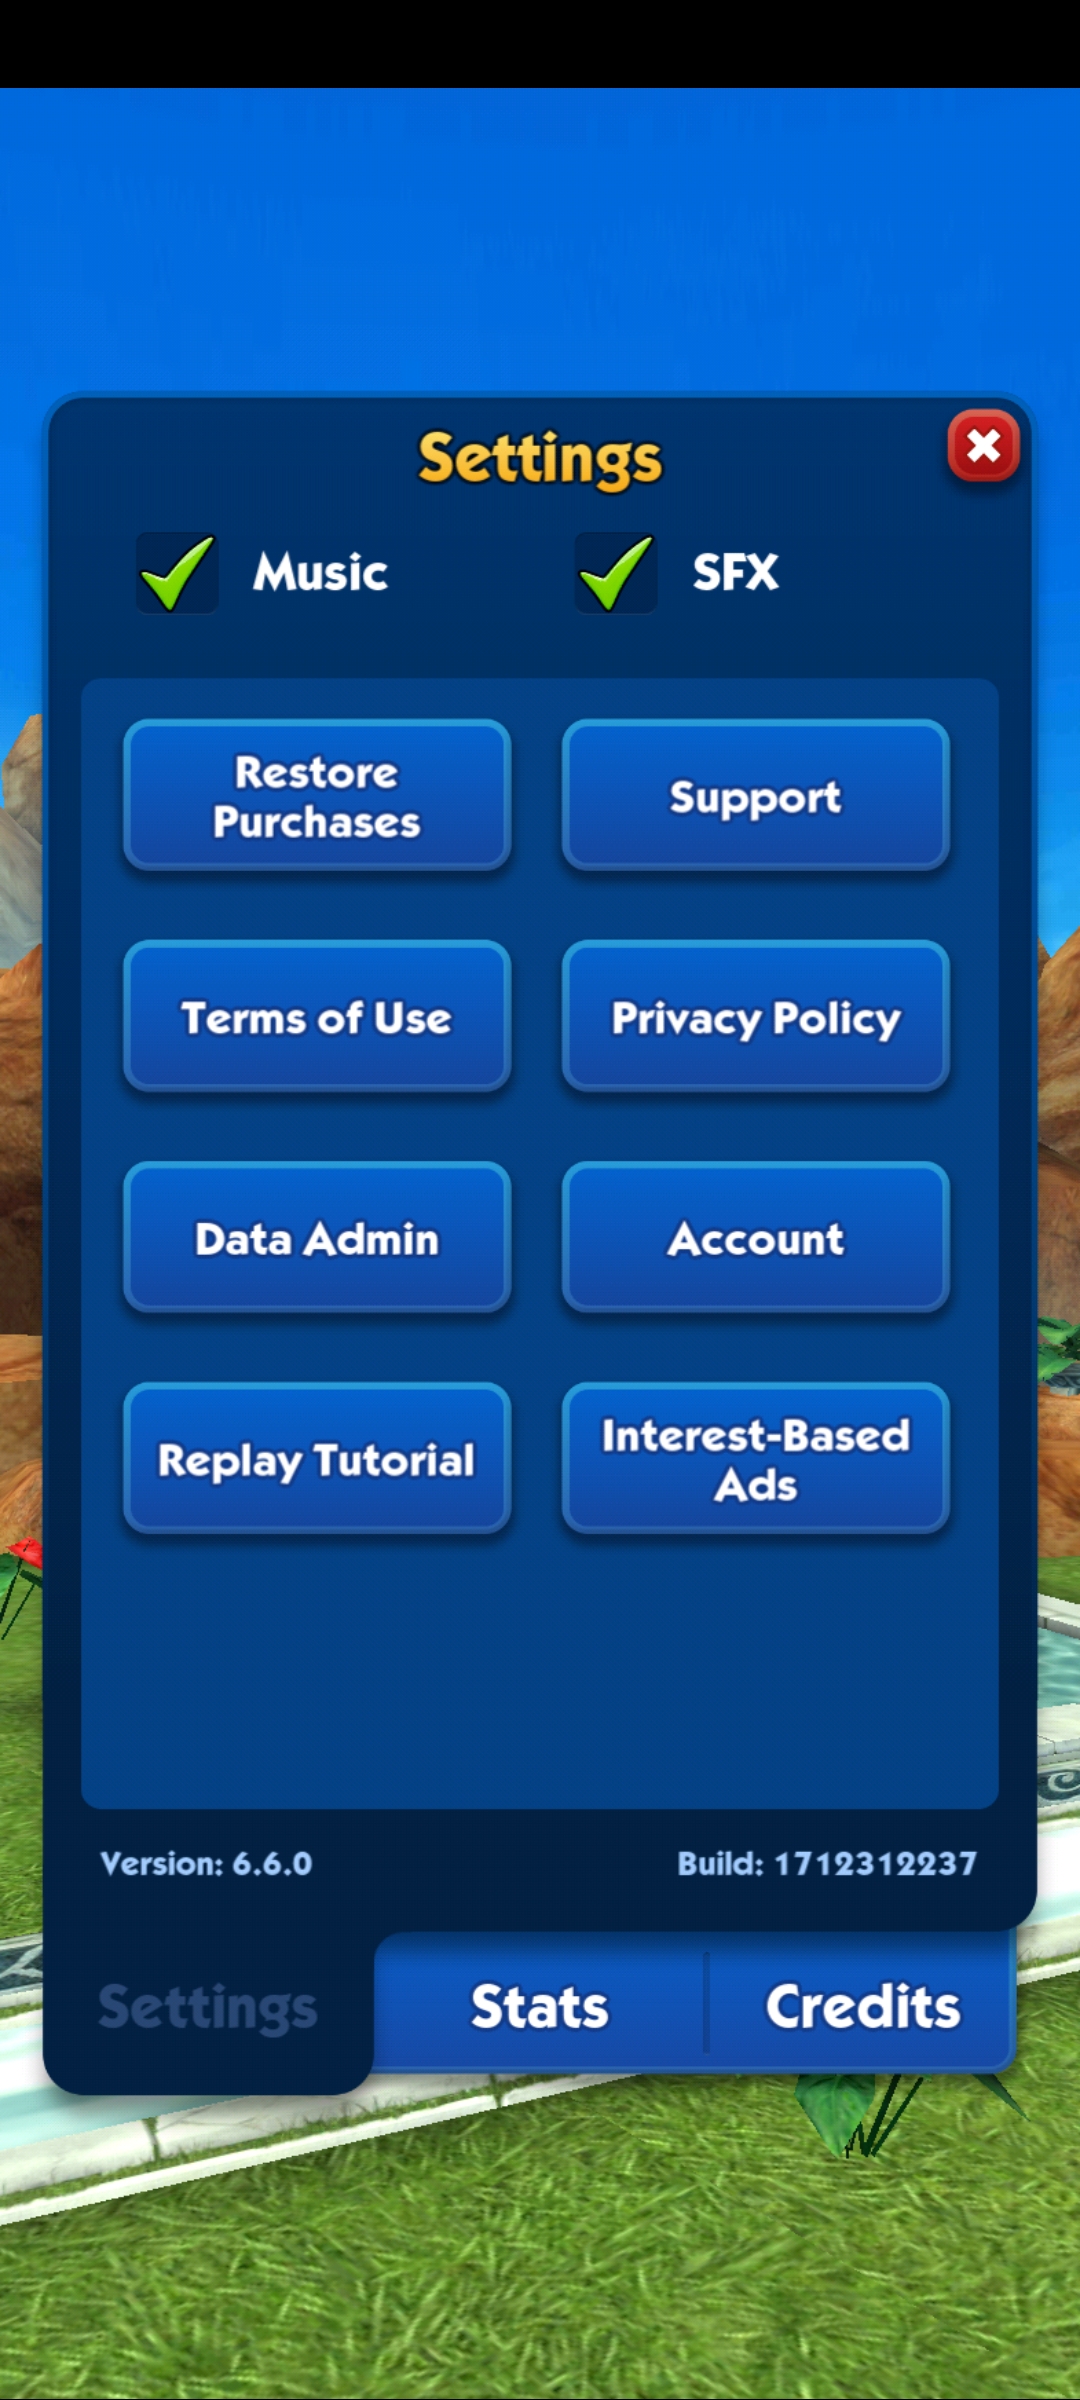 Settings
Music
SFX
Restore
Purchases
Support
Terms of Use
Privacy Policy
Data Admin
Account
Replay Tutorial
Interest-Based
Ads
Version: 6.6.0
Build: 1712312237
Settings
Stats
Credits